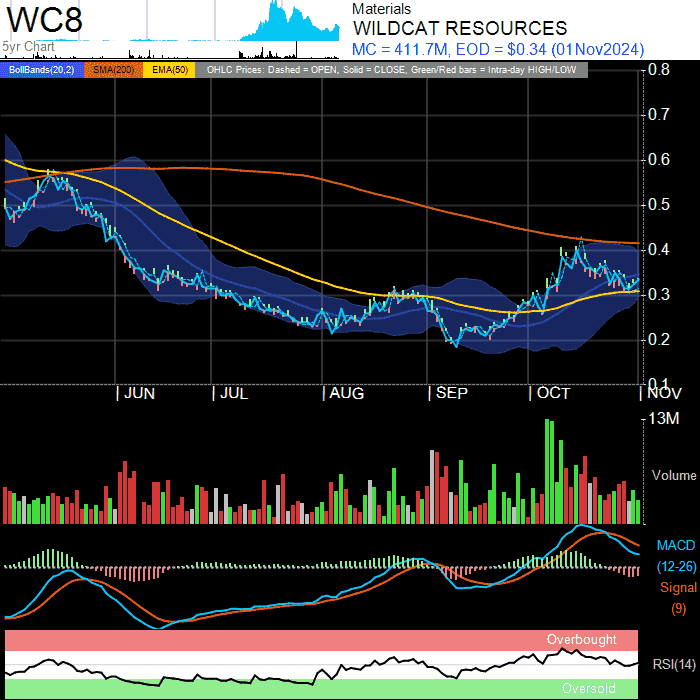 WC8
5yr Chart
Materials
WILDCAT RESOURCES
MC = 411.7M, EOD = $0.34 (01Nov2024)
BollBands(20,2) SMA(200) EMA(50) OHLC Prices: Dashed = OPEN, Solid = CLOSE, Green/Red bars = Intra-day HIGH/LOW
0.8
0.7
0.6
0.5
0.4
0.3
0.2
0.1
| JUN | JUL | AUG | SEP | OCT | NOV
13M
Volume
MACD
(12-26)
Signal
(9)
Overbought
RSI(14)
Oversold